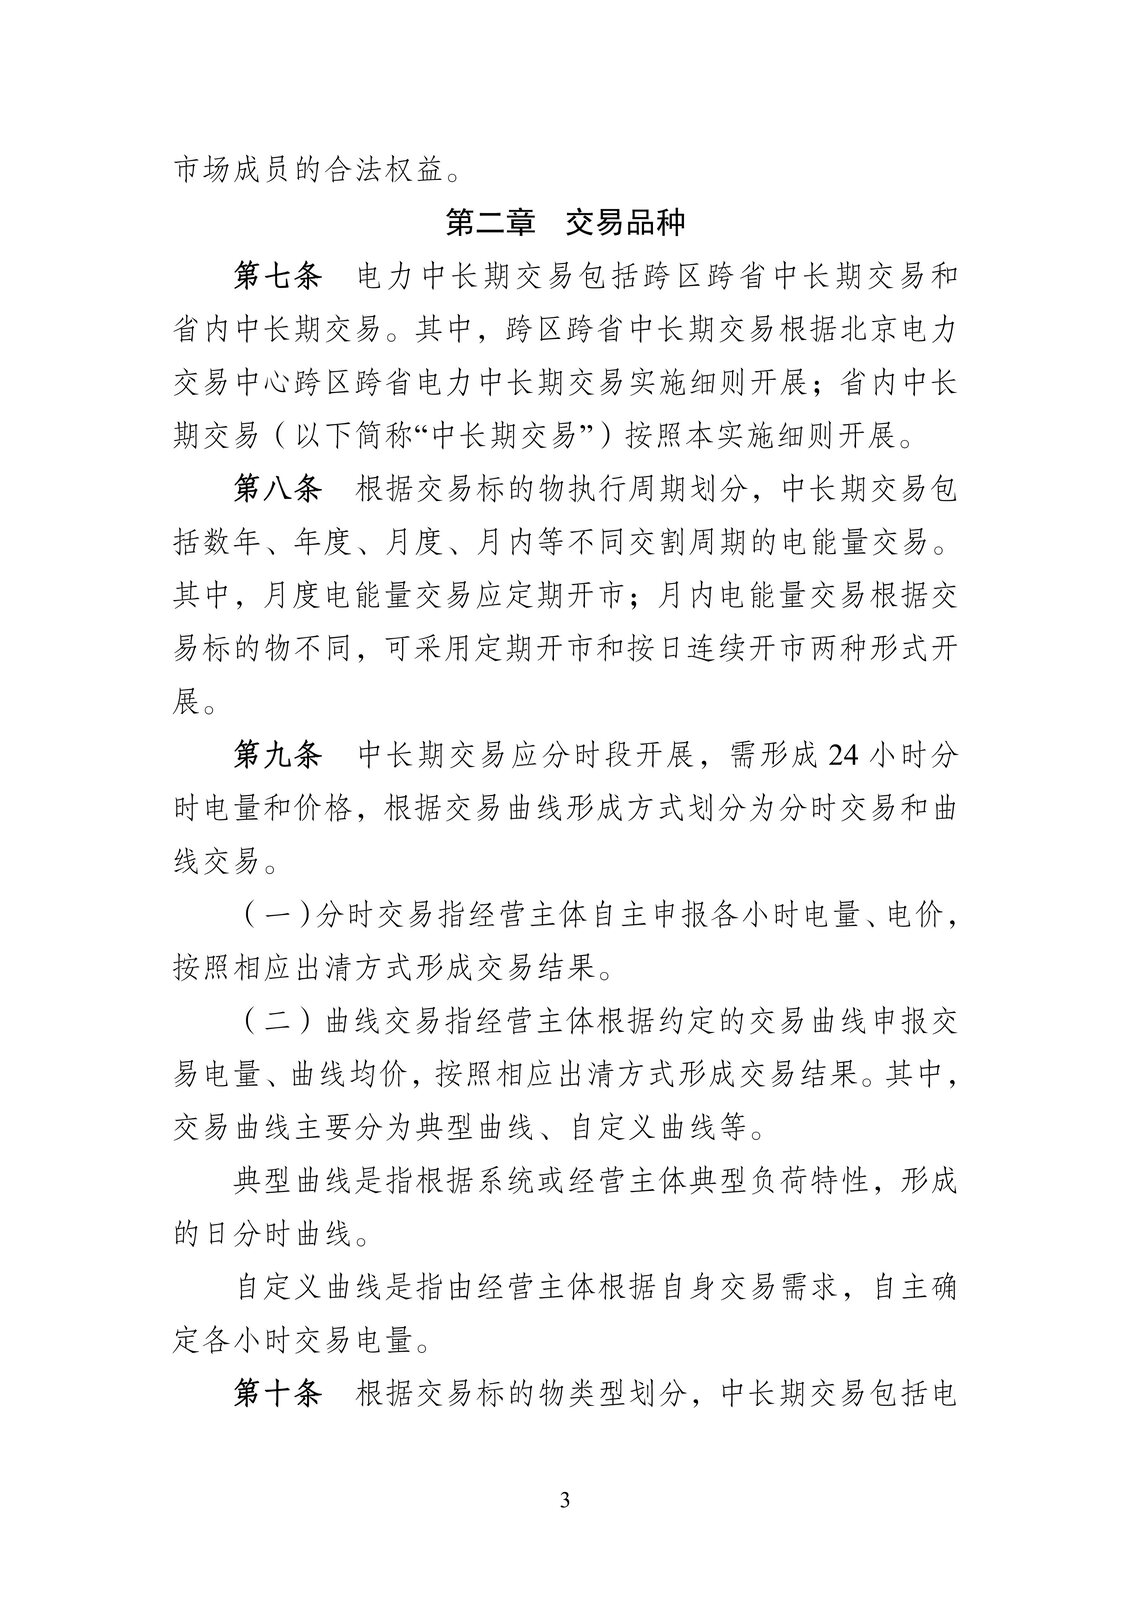 市场成员的合法权益。
第二章 交易品种
第七条 电力中长期交易包括跨区跨省中长期交易和
省内中长期交易。其中，跨区跨省中长期交易根据北京电力
交易中心跨区跨省电力中长期交易实施细则开展；省内中长
期交易（以下简称“中长期交易”）按照本实施细则开展。
第八条 根据交易标的物执行周期划分，中长期交易包
括数年、年度、月度、月内等不同交割周期的电能量交易。
其中，月度电能量交易应定期开市；月内电能量交易根据交
易标的物不同，可采用定期开市和按日连续开市两种形式开
展。
第九条 中长期交易应分时段开展，需形成 24 小时分
时电量和价格，根据交易曲线形成方式划分为分时交易和曲
线交易。
（一）分时交易指经营主体自主申报各小时电量、电价，
按照相应出清方式形成交易结果。
（二）曲线交易指经营主体根据约定的交易曲线申报交
易电量、曲线均价，按照相应出清方式形成交易结果。其中，
交易曲线主要分为典型曲线、自定义曲线等。
典型曲线是指根据系统或经营主体典型负荷特性，形成
的日分时曲线。
自定义曲线是指由经营主体根据自身交易需求，自主确
定各小时交易电量。
第十条 根据交易标的物类型划分，中长期交易包括电
3